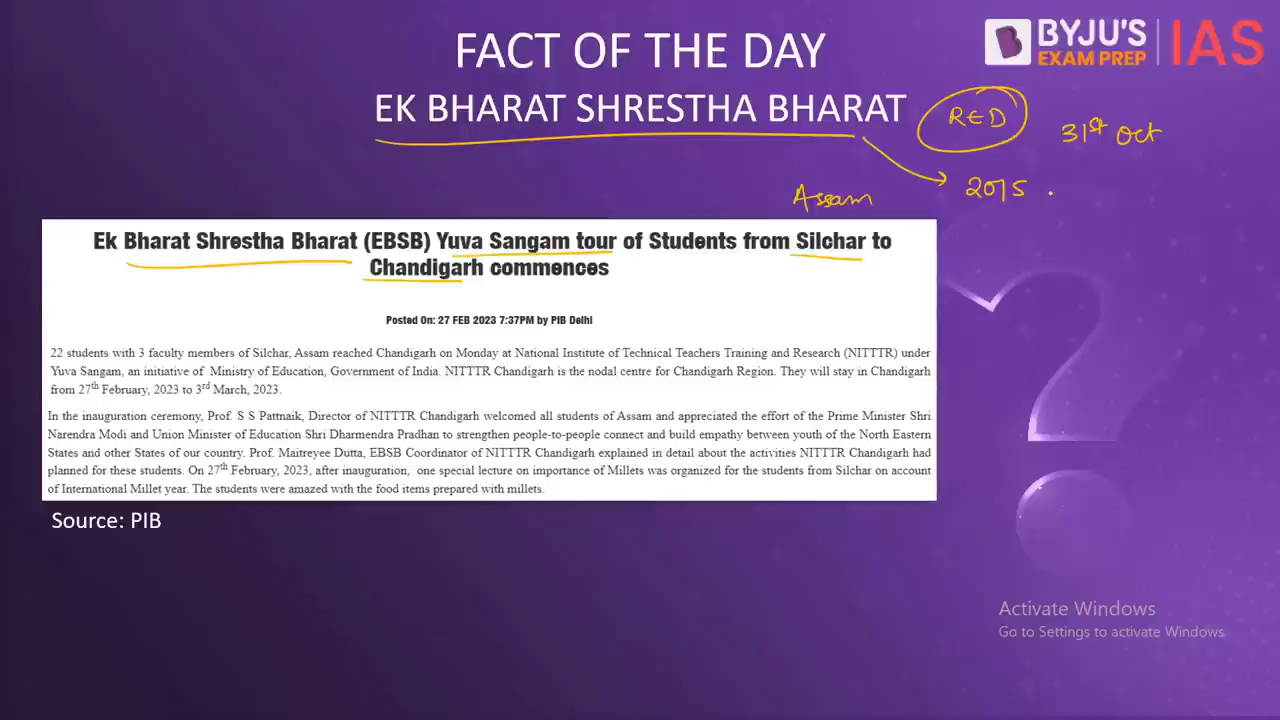 FACT OF THE DAY
BYJU'S
EXAM PREP
IAS
EK BHARAT SHRESTHA BHARAT
RED
31st Oct
2015.
Assam
Ek Bharat Shrestha Bharat (EBSB) Yuva Sangam tour of Students from Silchar to
Chandigarh commences
Posted On: 27 FEB 2023 7:37PM by PIB Delhi
22 students with 3 faculty members of Silchar, Assam reached Chandigarh on Monday at National Institute of Technical Teachers Training and Research (NITTTR) under
Yuva Sangam, an initiative of Ministry of Education, Government of India. NITTTR Chandigarh is the nodal centre for Chandigarh Region. They will stay in Chandigarh
from 27th February, 2023 to 3rd March, 2023.
In the inauguration ceremony, Prof. S S Pattnaik, Director of NITTTR Chandigarh welcomed all students of Assam and appreciated the effort of the Prime Minister Shri
Narendra Modi and Union Minister of Education Shri Dharmendra Pradhan to strengthen people-to-people connect and build empathy between youth of the North Eastern
States and other States of our country. Prof. Maitreyee Dutta, EBSB Coordinator of NITTTR Chandigarh explained in detail about the activities NITTTR Chandigarh had
planned for these students. On 27th February, 2023, after inauguration, one special lecture on importance of Millets was organized for the students from Silchar on account
of International Millet year. The students were amazed with the food items prepared with millets.
Source: PIB
Activate Windows
Go to Settings to activate Windows.